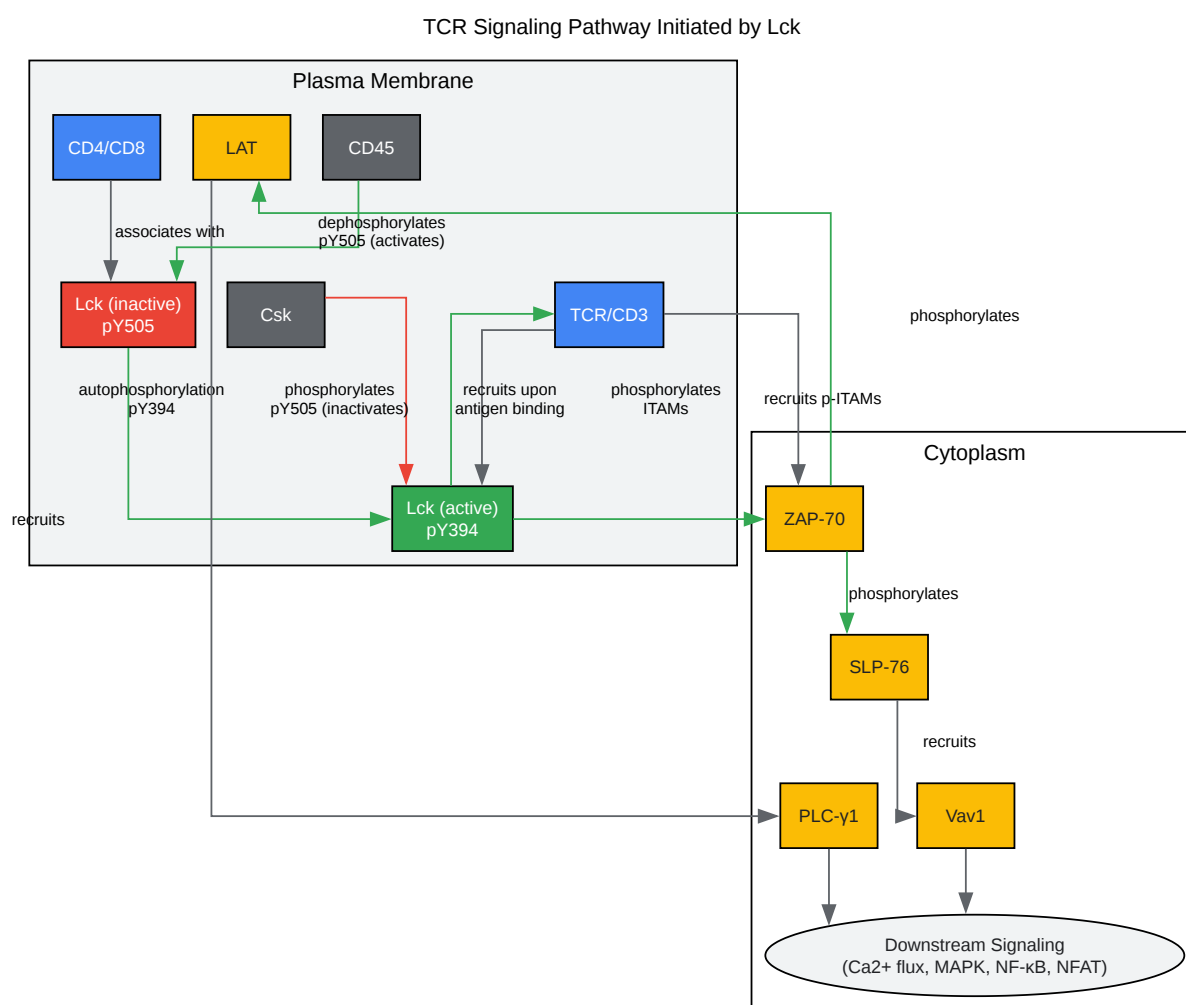 TCR Signaling Pathway Initiated by Lck
Plasma Membrane
CD4/CD8
LAT
CD45
associates with
dephosphorylates
pY505 (activates)
Lck (inactive)
pY505
Csk
TCR/CD3
phosphorylates
autophosphorylation
pY394
phosphorylates
pY505 (inactivates)
recruits upon
antigen binding
phosphorylates
ITAMs
recruits p-ITAMs
Cytoplasm
recruits
Lck (active)
pY394
ZAP-70
phosphorylates
SLP-76
recruits
PLC-γ1
Vav1
Downstream Signaling
(Ca2+ flux, MAPK, NF-κB, NFAT)